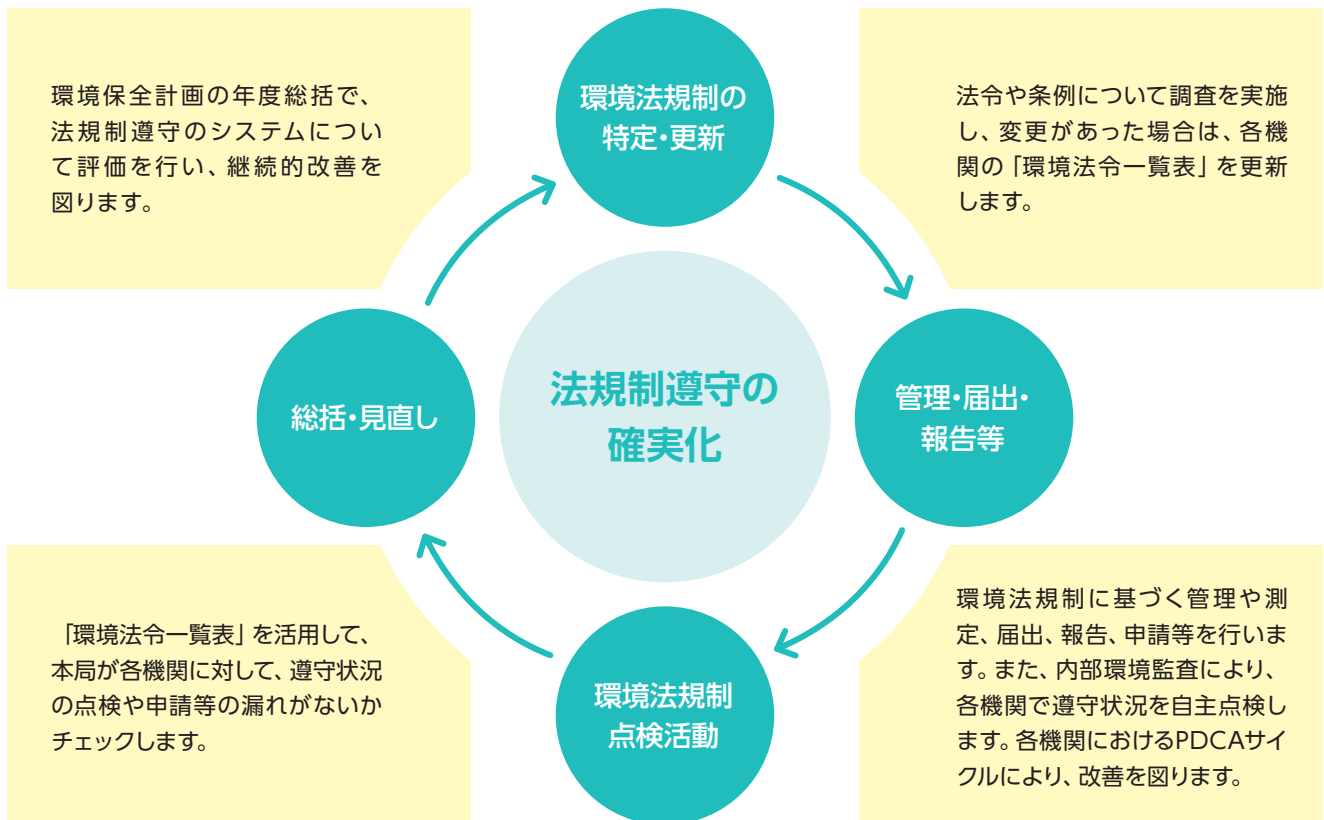 環境保全計画の年度総括で、
法規制遵守のシステムについ
て評価を行い、継続的改善を
図ります。
環境法規制の
特定・更新
法令や条例について調査を実施
し、変更があった場合は、各機
関の「環境法令一覧表」を更新
します。
総括・見直し
法規制遵守の
確実化
管理・届出・
報告等
「環境法令一覧表」を活用して、
本局が各機関に対して、遵守状況
の点検や申請等の漏れがないか
チェックします。
環境法規制
点検活動
環境法規制に基づく管理や測
定、届出、報告、申請等を行いま
す。また、内部環境監査により、
各機関で遵守状況を自主点検し
ます。各機関におけるPDCAサイ
クルにより、改善を図ります。